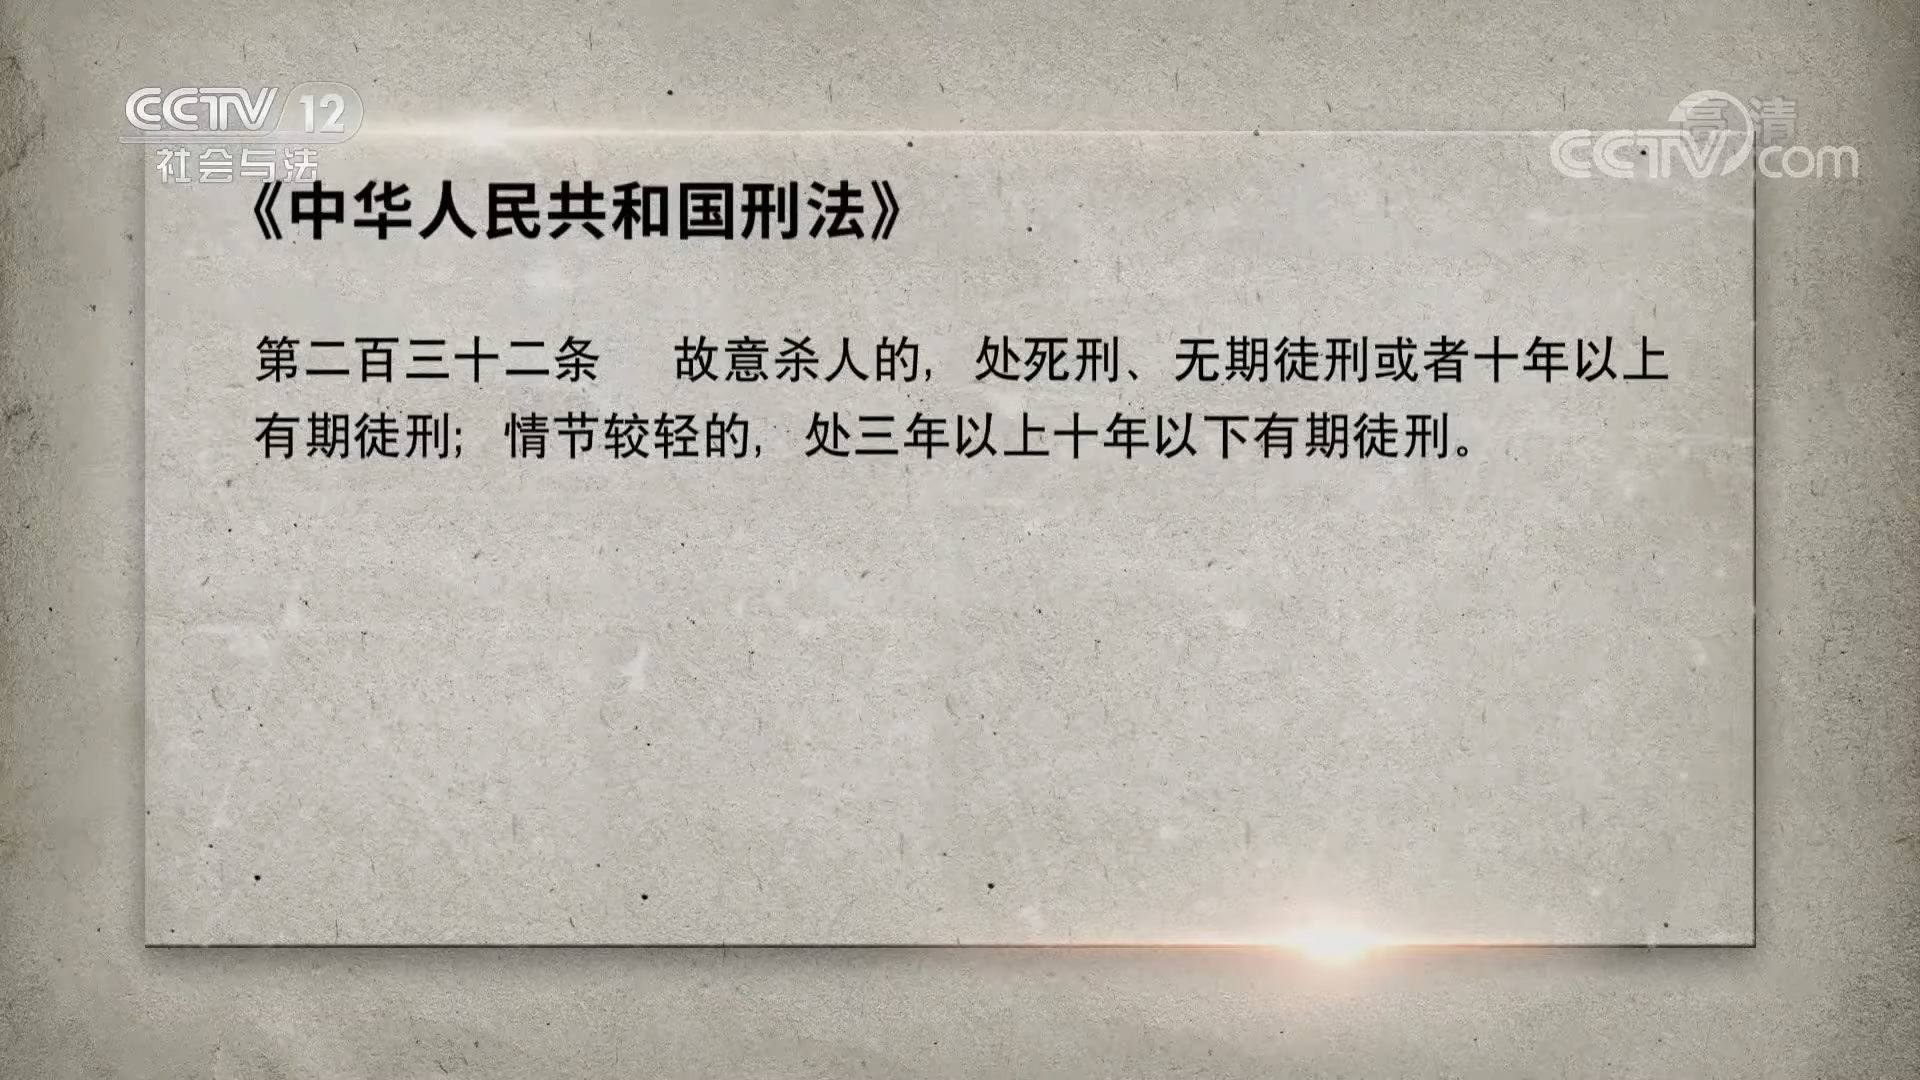 CCTV 12
社会与法
高清
CCTV.com
《中华人民共和国刑法》
第二百三十二条 故意杀人的，处死刑、无期徒刑或者十年以上
有期徒刑；情节较轻的，处三年以上十年以下有期徒刑。